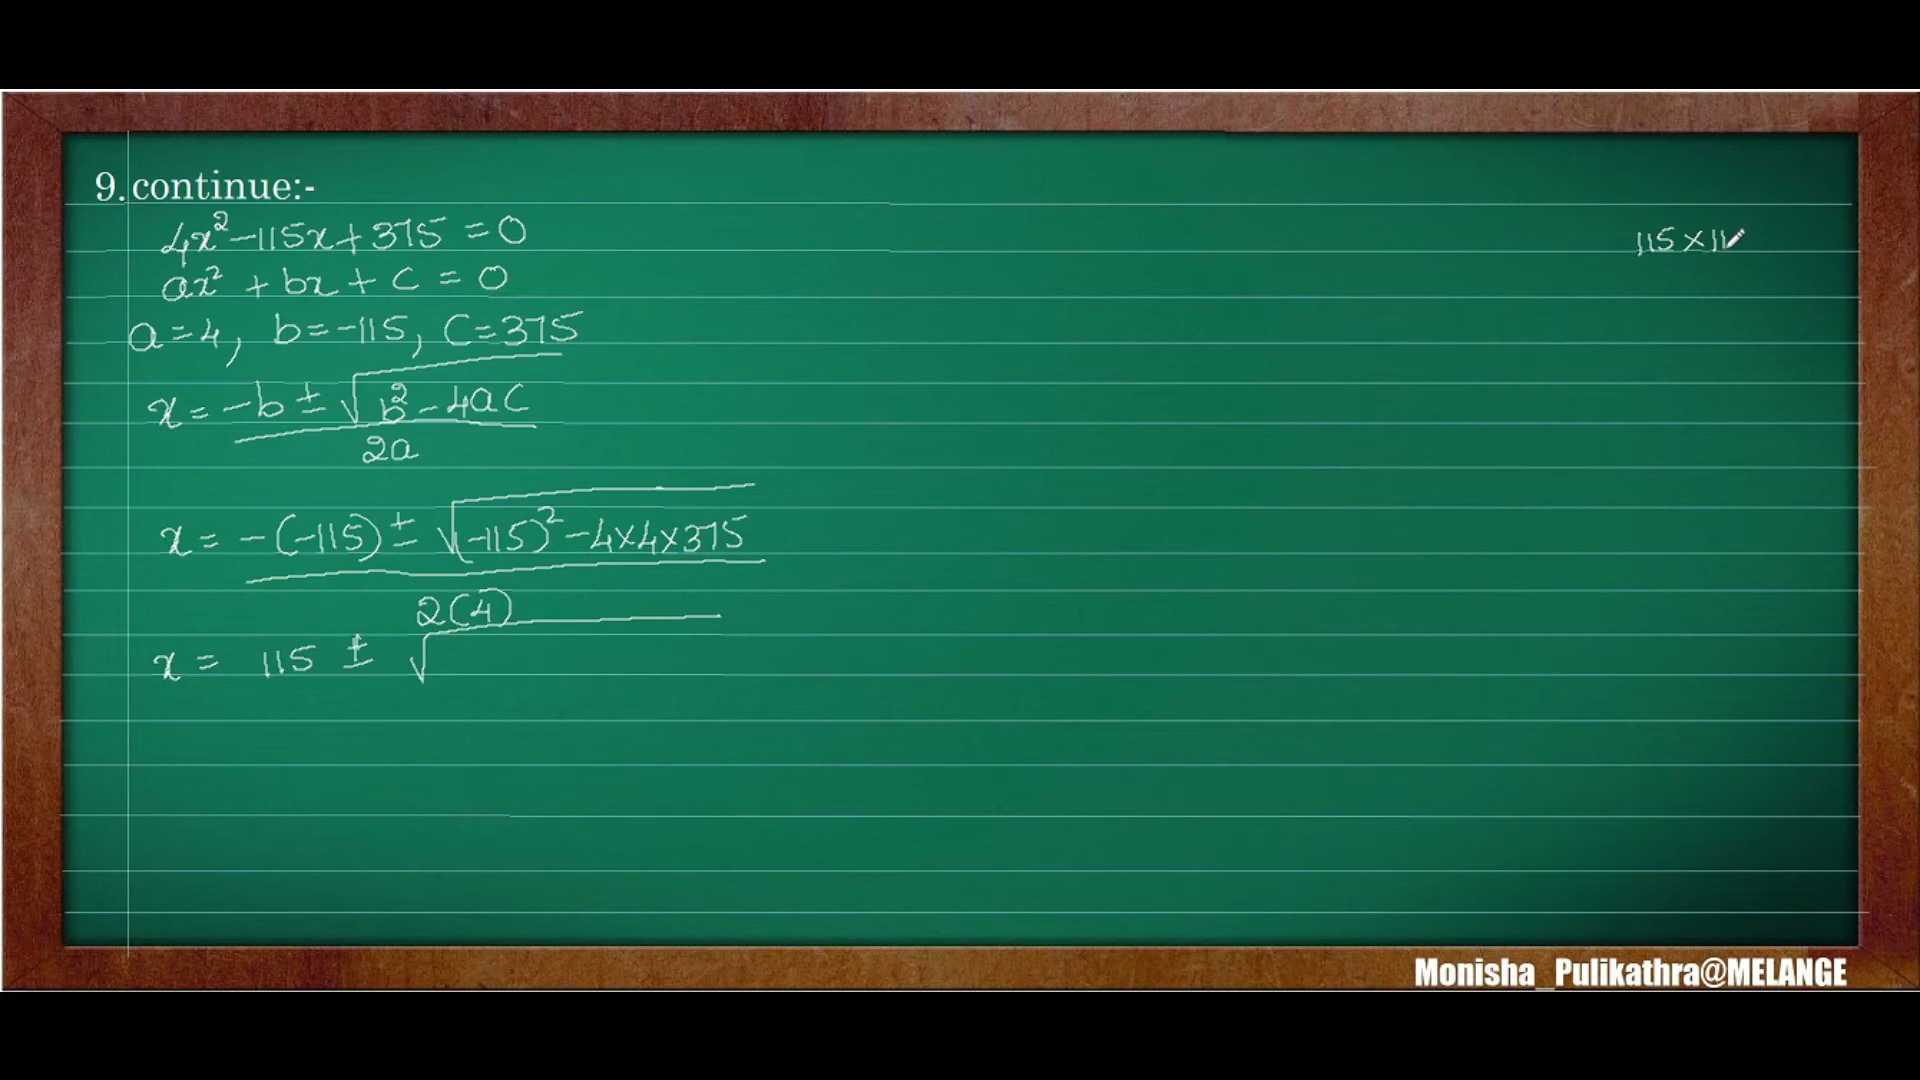 9. continue:-
4x² - 115x + 375 = 0
115 × 11
ax² + bx + c = 0
a = 4, b = -115, C = 375
x = -b ± √(b² - 4ac)
2a
x = -(-115) ± √((-115)² - 4×4×375)
2(4)
x = 115 ± √
Monisha_Pulikathra@MELANGE